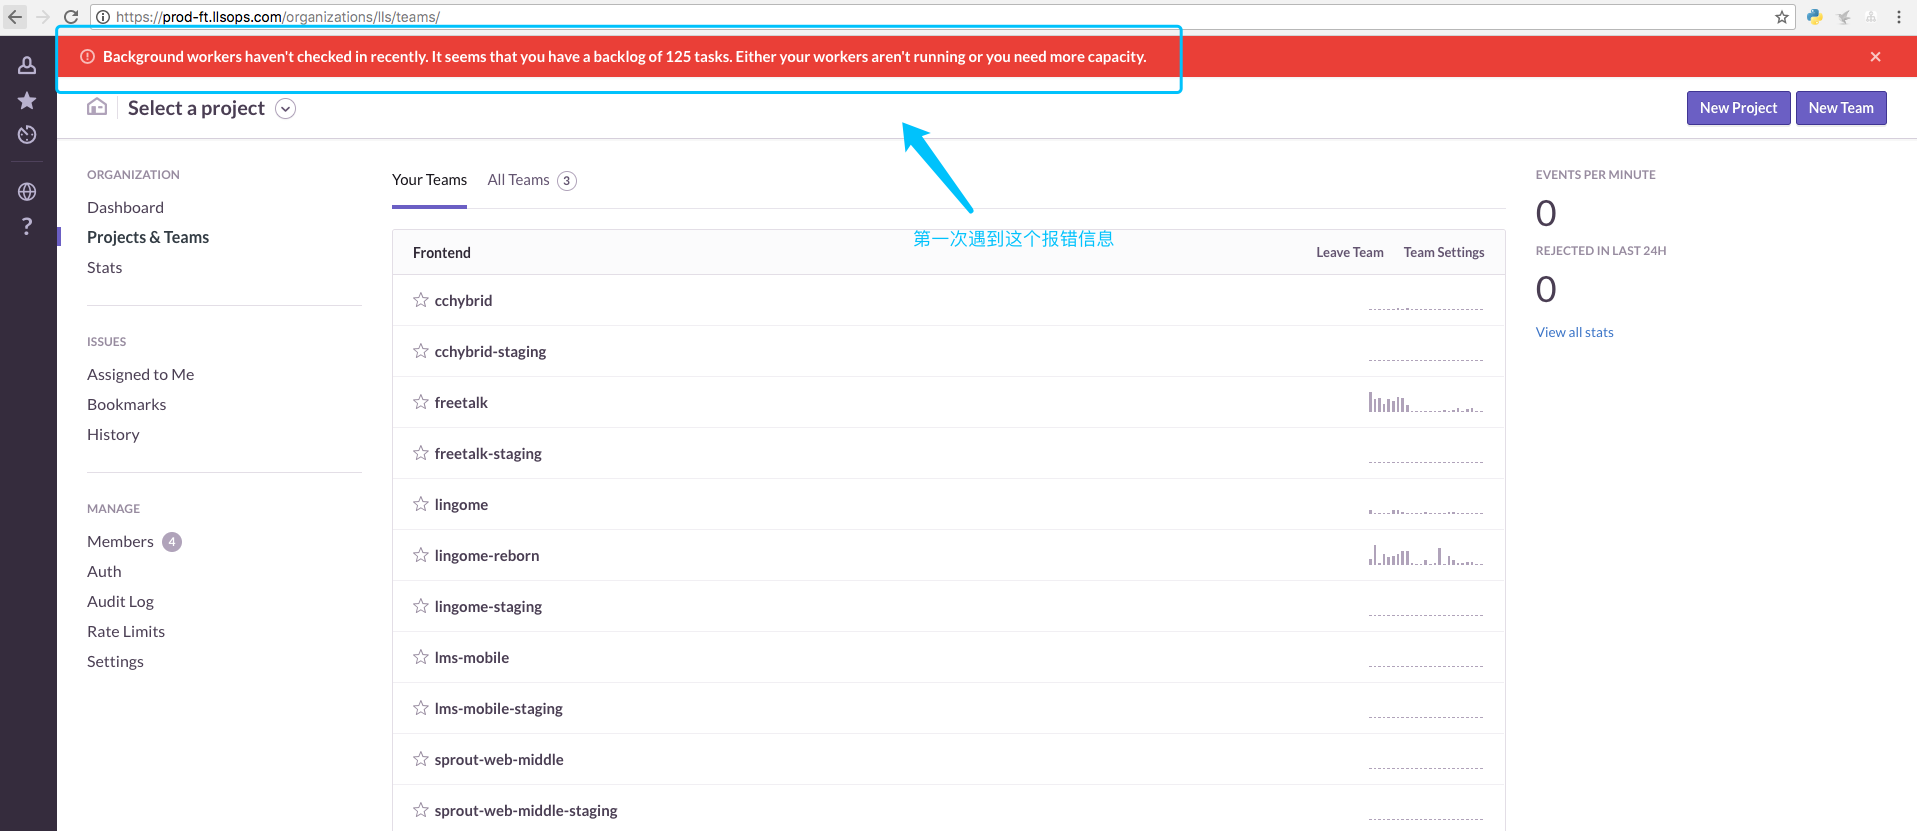 https://prod-ft.llsops.com/organizations/lls/teams/
Background workers haven't checked in recently. It seems that you have a backlog of 125 tasks. Either your workers aren't running or you need more capacity.
Select a project
New Project
New Team
ORGANIZATION
Dashboard
Projects & Teams
Stats
ISSUES
Assigned to Me
Bookmarks
History
MANAGE
Members 4
Auth
Audit Log
Rate Limits
Settings
Your Teams
All Teams 3
第一次遇到这个报错信息
Frontend
Leave Team
Team Settings
cchybrid
cchybrid-staging
freetalk
freetalk-staging
lingome
lingome-reborn
lingome-staging
lms-mobile
lms-mobile-staging
sprout-web-middle
sprout-web-middle-staging
EVENTS PER MINUTE
0
REJECTED IN LAST 24H
0
View all stats